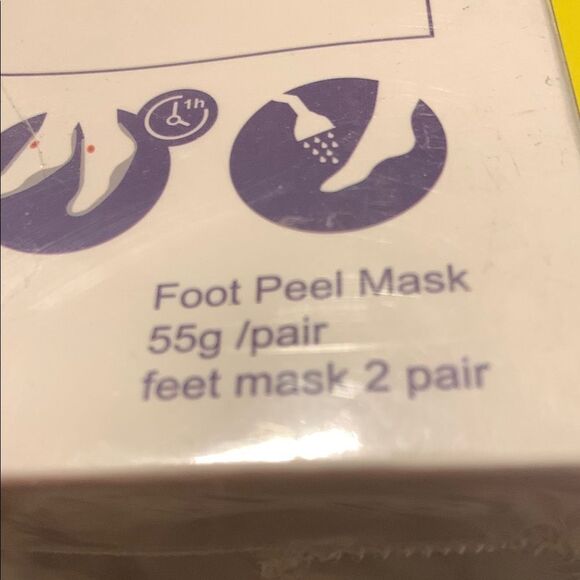 1h
Foot Peel Mask
55g /pair
feet mask 2 pair